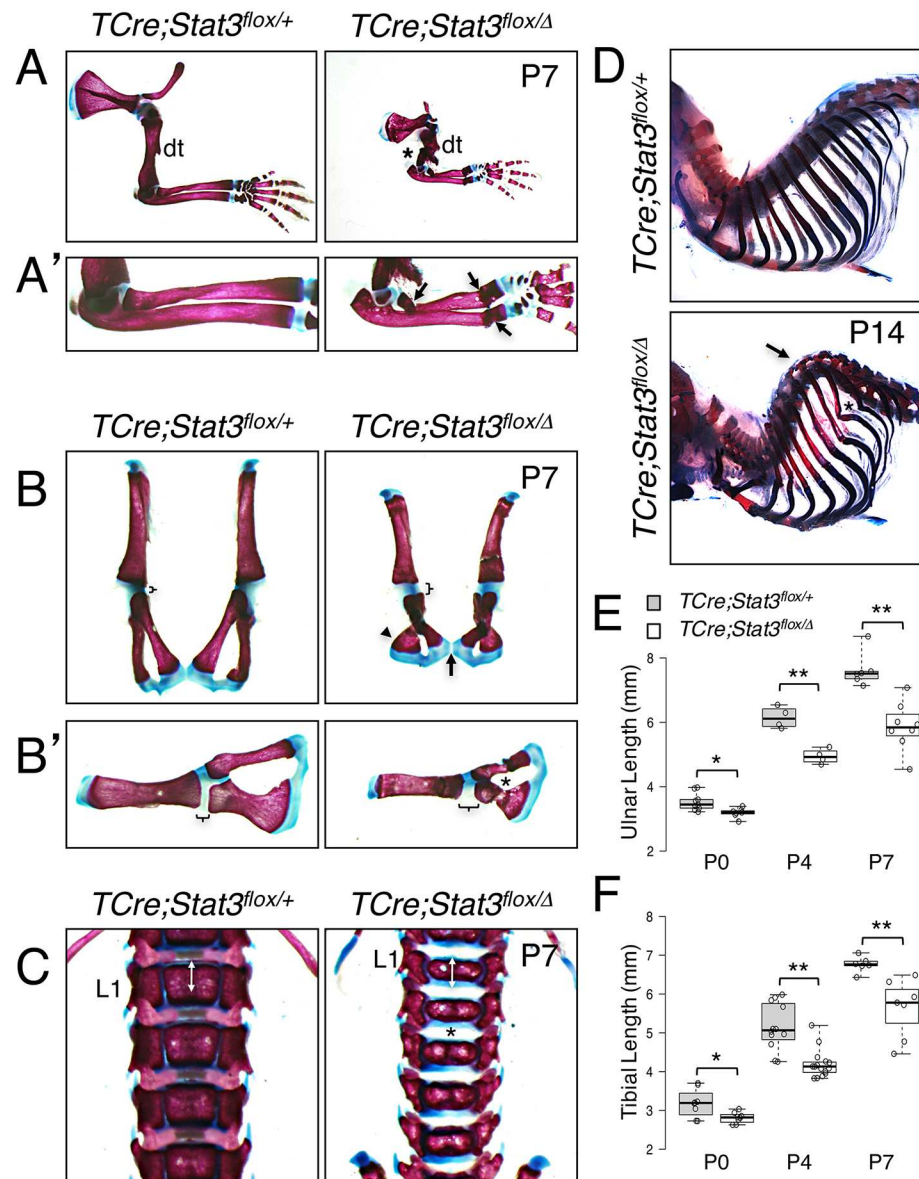 TCre;Stat3flox/+
TCre;Stat3flox/Δ
A
dt
P7
*
dt
A'
TCre;Stat3flox/+
TCre;Stat3flox/Δ
B
P7
B'
*
TCre;Stat3flox/+
TCre;Stat3flox/Δ
C
L1
L1
P7
*
D
TCre;Stat3flox/+
TCre;Stat3flox/Δ
P14
*
E
TCre;Stat3flox/+
TCre;Stat3flox/Δ
Ulnar Length (mm)
8
6
4
2
*
**
**
P0
P4
P7
F
Tibial Length (mm)
8
7
6
5
4
3
2
*
**
**
P0
P4
P7